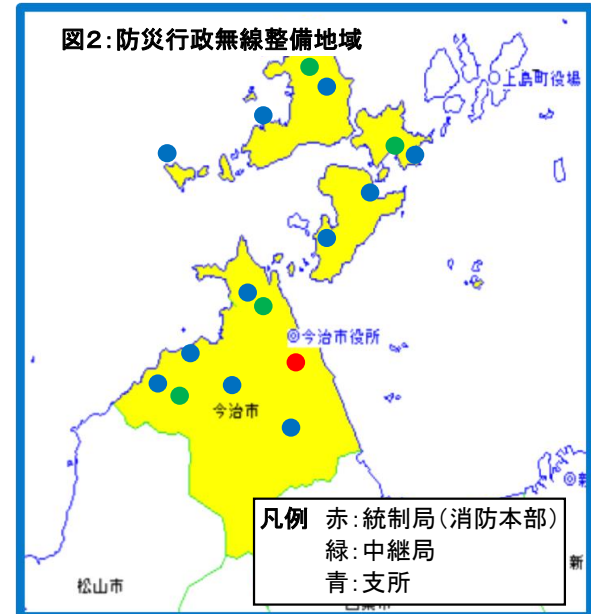 図2：防災行政無線整備地域
上島町役場
今治市役所
今治市
凡例 赤：統制局（消防本部）
緑：中継局
青：支所
松山市
新
新